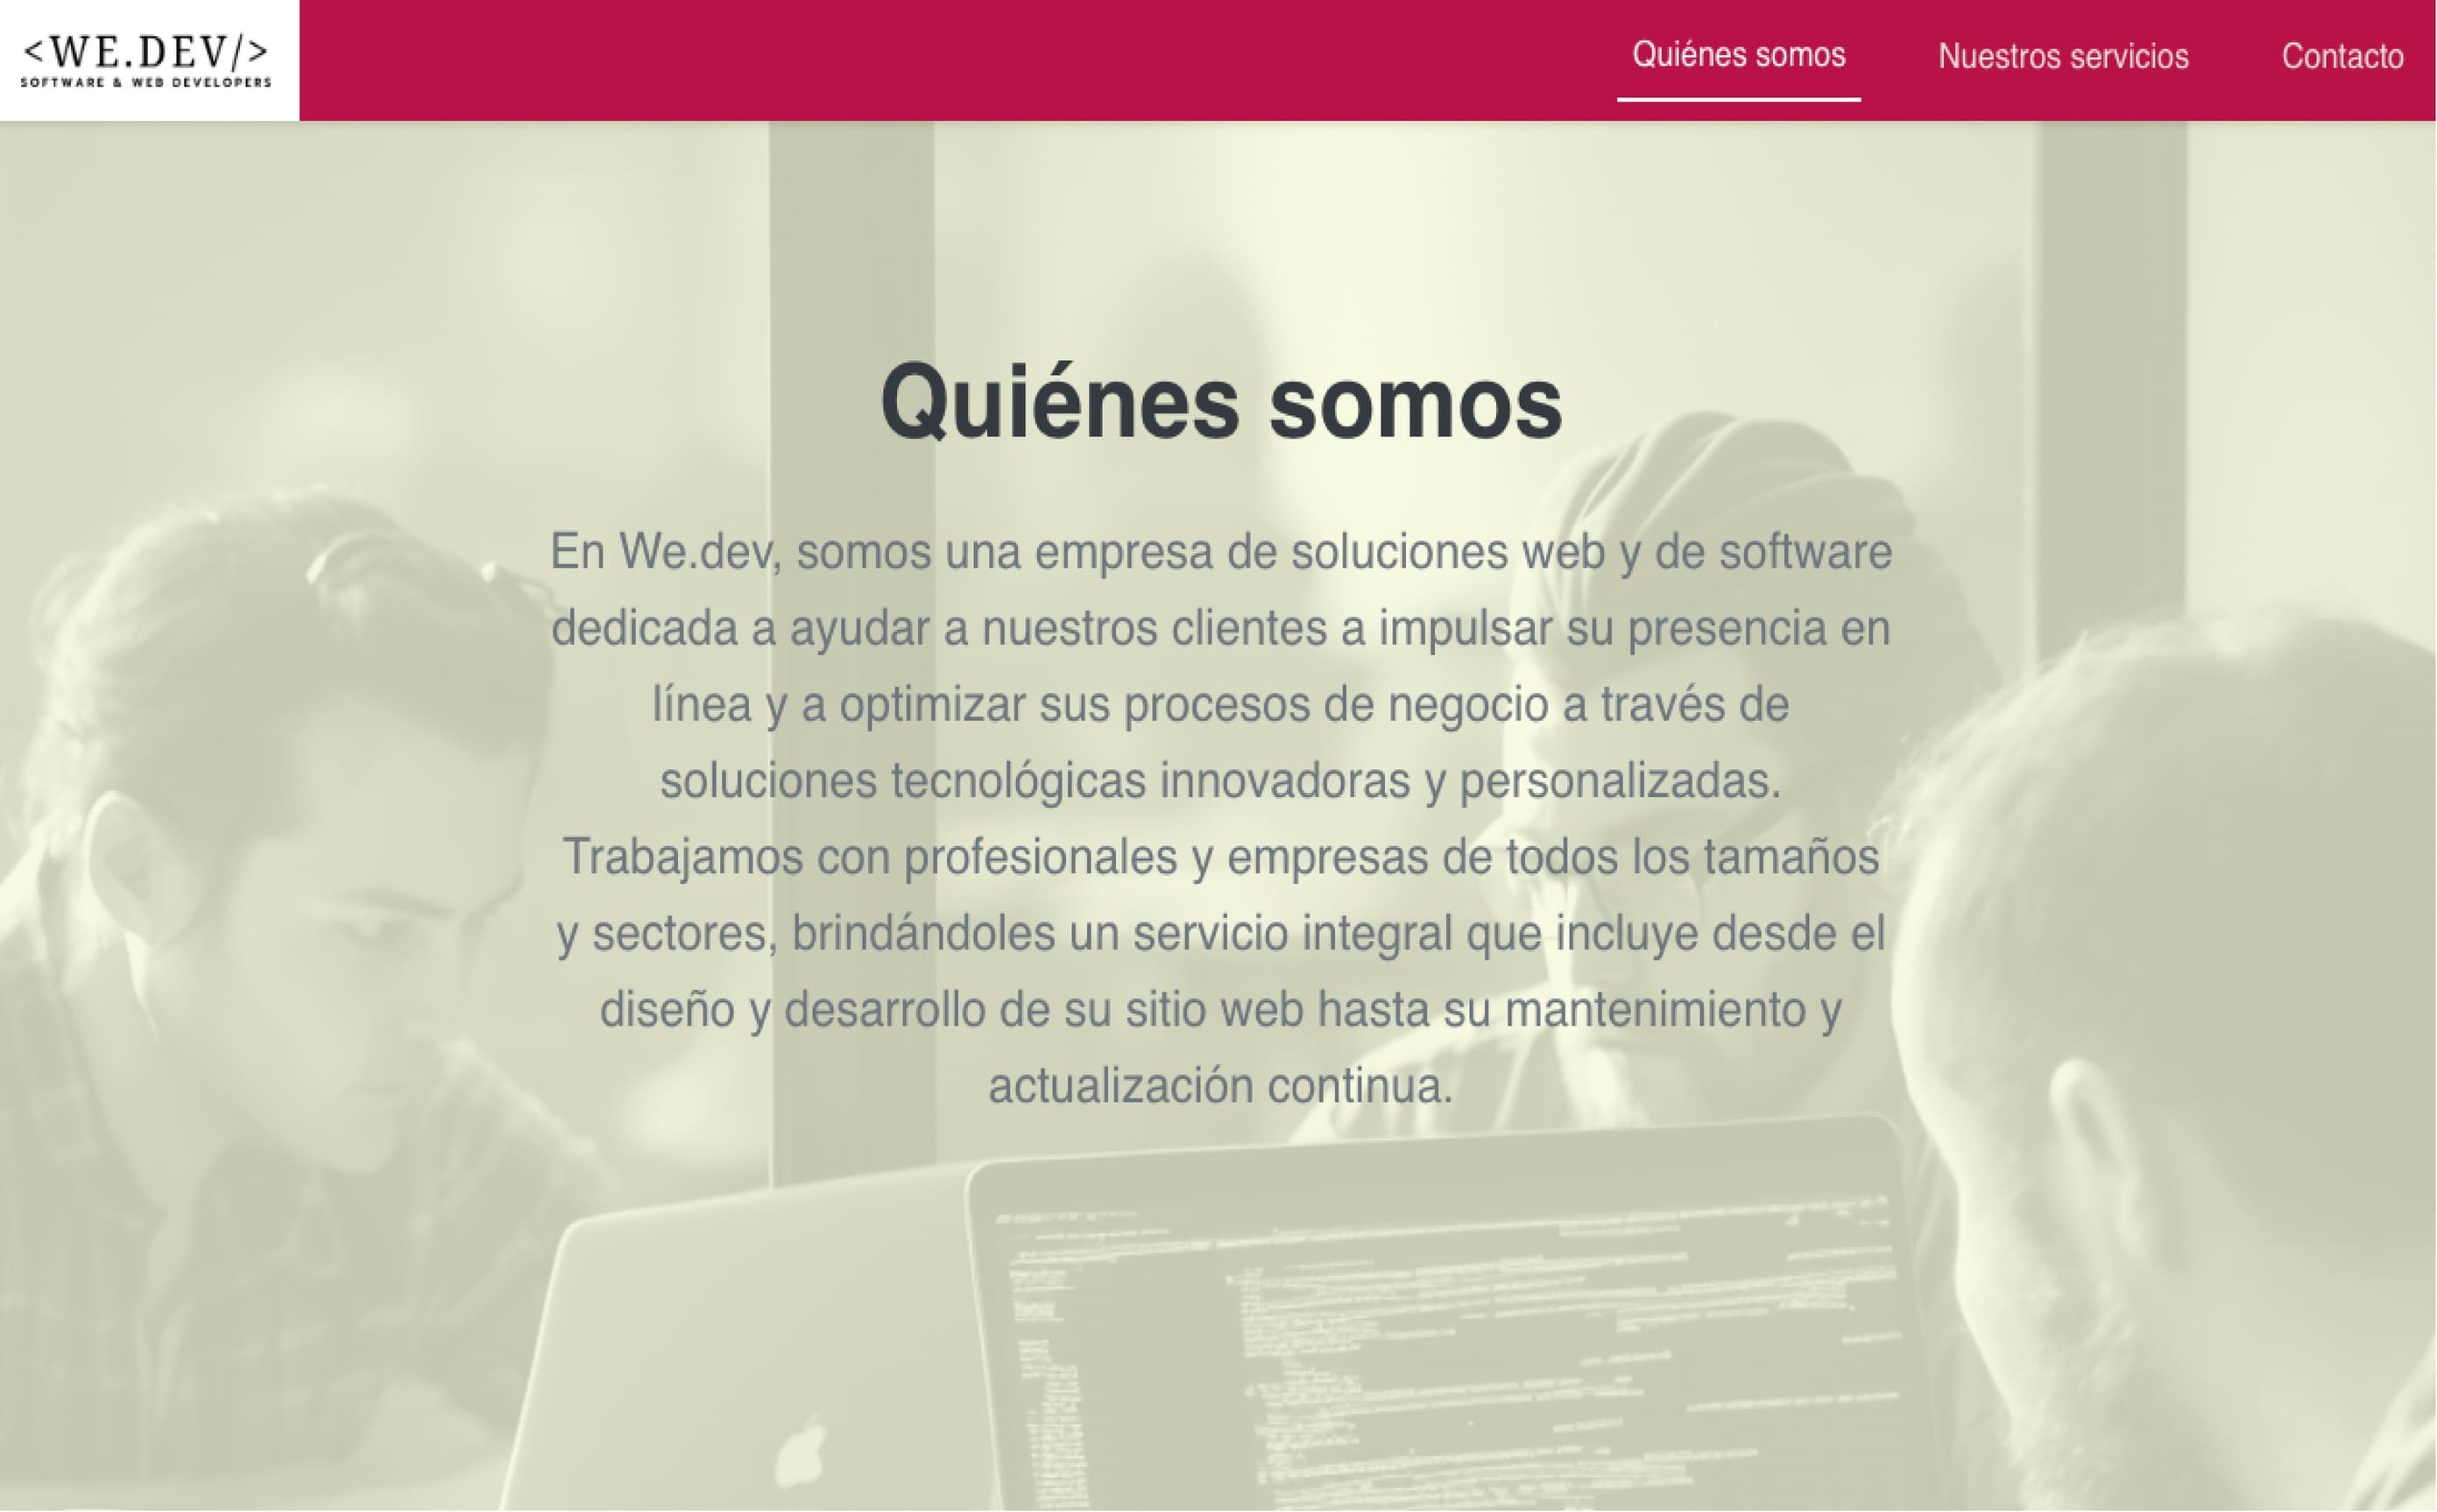 <WE.DEV/>
SOFTWARE & WEB DEVELOPERS
Quiénes somos
Nuestros servicios
Contacto
Quiénes somos
En We.dev, somos una empresa de soluciones web y de software
dedicada a ayudar a nuestros clientes a impulsar su presencia en
línea y a optimizar sus procesos de negocio a través de
soluciones tecnológicas innovadoras y personalizadas.
Trabajamos con profesionales y empresas de todos los tamaños
y sectores, brindándoles un servicio integral que incluye desde el
diseño y desarrollo de su sitio web hasta su mantenimiento y
actualización continua.